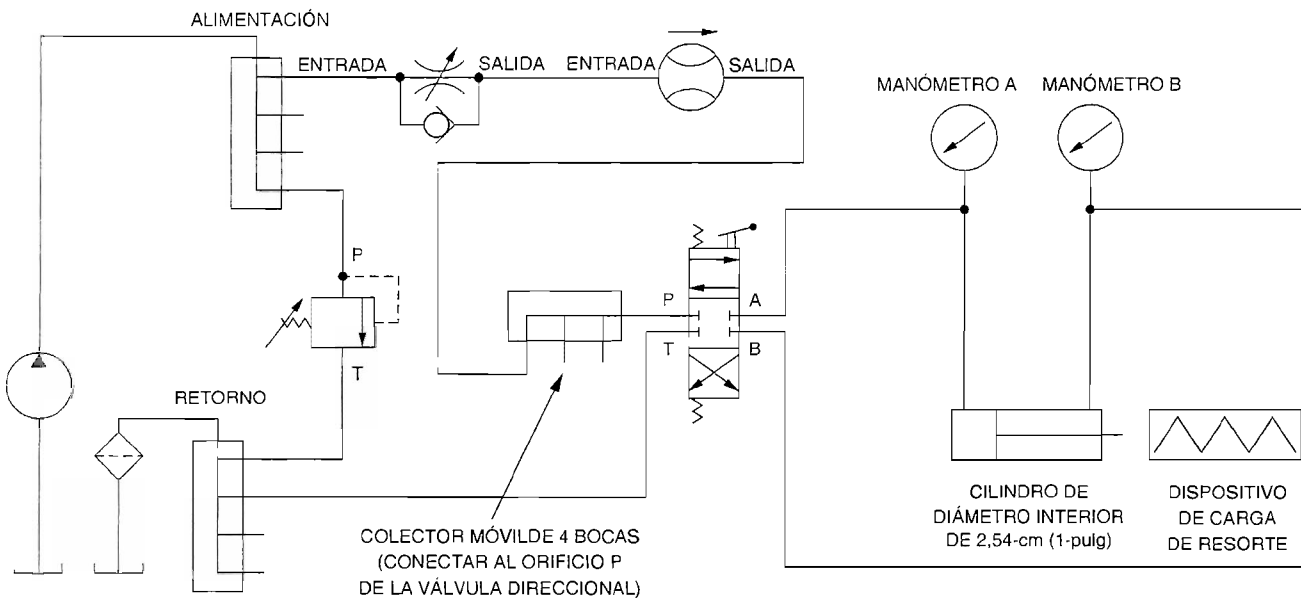 ALIMENTACIÓN
ENTRADA
SALIDA
ENTRADA
SALIDA
MANÓMETRO A
MANÓMETRO B
P
T
RETORNO
P
A
T
B
COLECTOR MÓVILDE 4 BOCAS
(CONECTAR AL ORIFICIO P
DE LA VÁLVULA DIRECCIONAL)
CILINDRO DE
DIÁMETRO INTERIOR
DE 2,54-cm (1-pulg)
DISPOSITIVO
DE CARGA
DE RESORTE